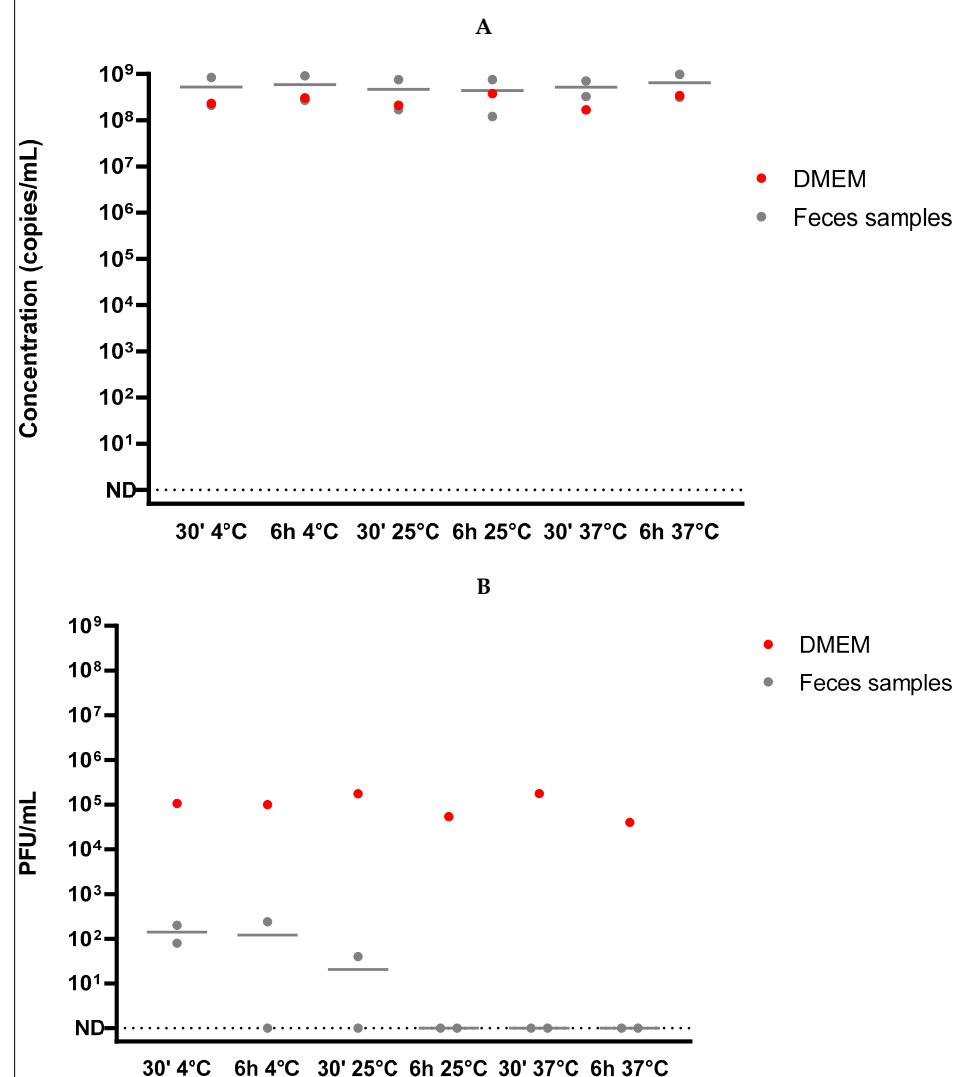 A
Concentration (copies/mL)
10⁹
10⁸
10⁷
10⁶
10⁵
10⁴
10³
10²
10¹
ND
30' 4°C 6h 4°C 30' 25°C 6h 25°C 30' 37°C 6h 37°C
DMEM
Feces samples
B
PFU/mL
10⁹
10⁸
10⁷
10⁶
10⁵
10⁴
10³
10²
10¹
ND
30' 4°C 6h 4°C 30' 25°C 6h 25°C 30' 37°C 6h 37°C
DMEM
Feces samples